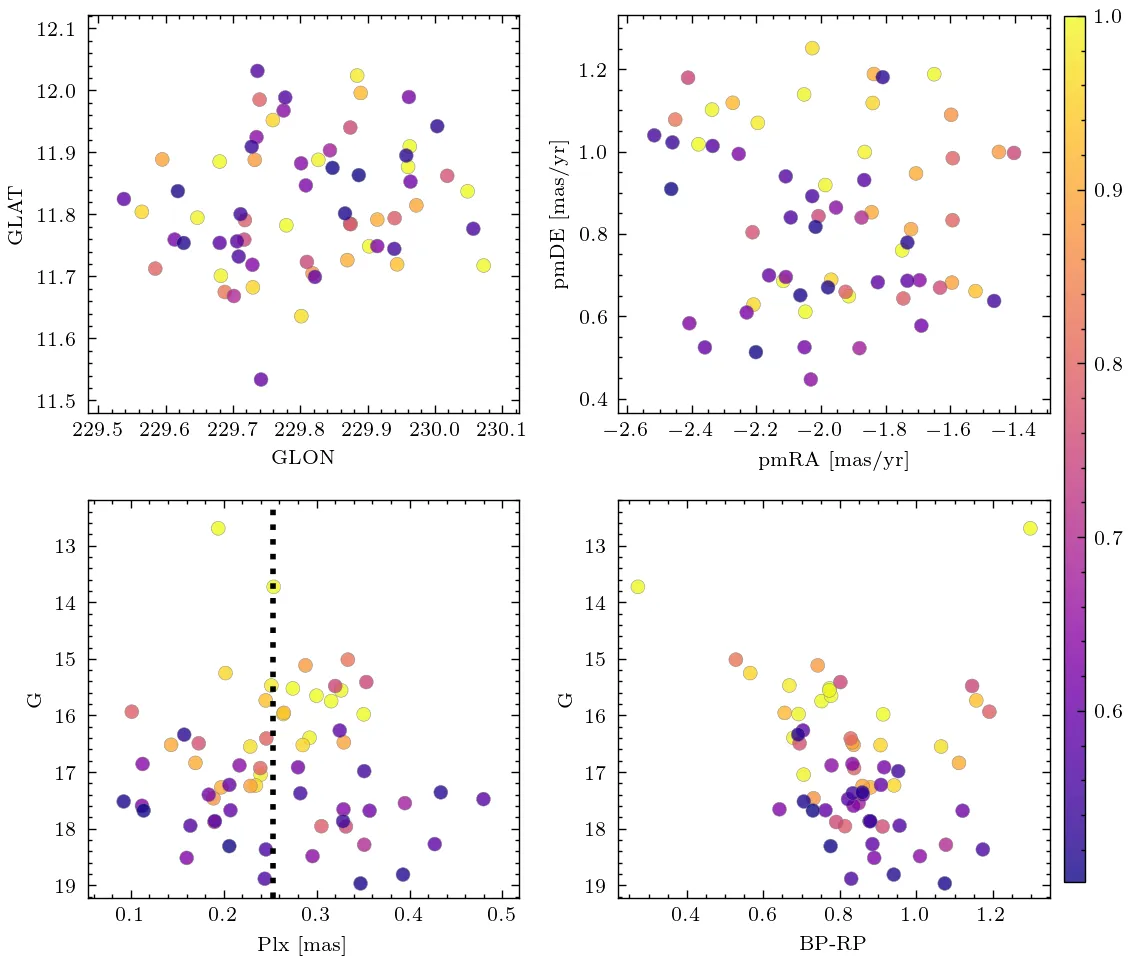 12.1
12.0
11.9
11.8
11.7
11.6
11.5
GLAT
229.5 229.6 229.7 229.8 229.9 230.0 230.1
GLON
1.2
1.0
0.8
0.6
0.4
pmDE [mas/yr]
−2.6 −2.4 −2.2 −2.0 −1.8 −1.6 −1.4
pmRA [mas/yr]
1.0
0.9
0.8
0.7
0.6
13
14
15
16
17
18
19
G
0.1 0.2 0.3 0.4 0.5
Plx [mas]
13
14
15
16
17
18
19
G
0.4 0.6 0.8 1.0 1.2
BP-RP